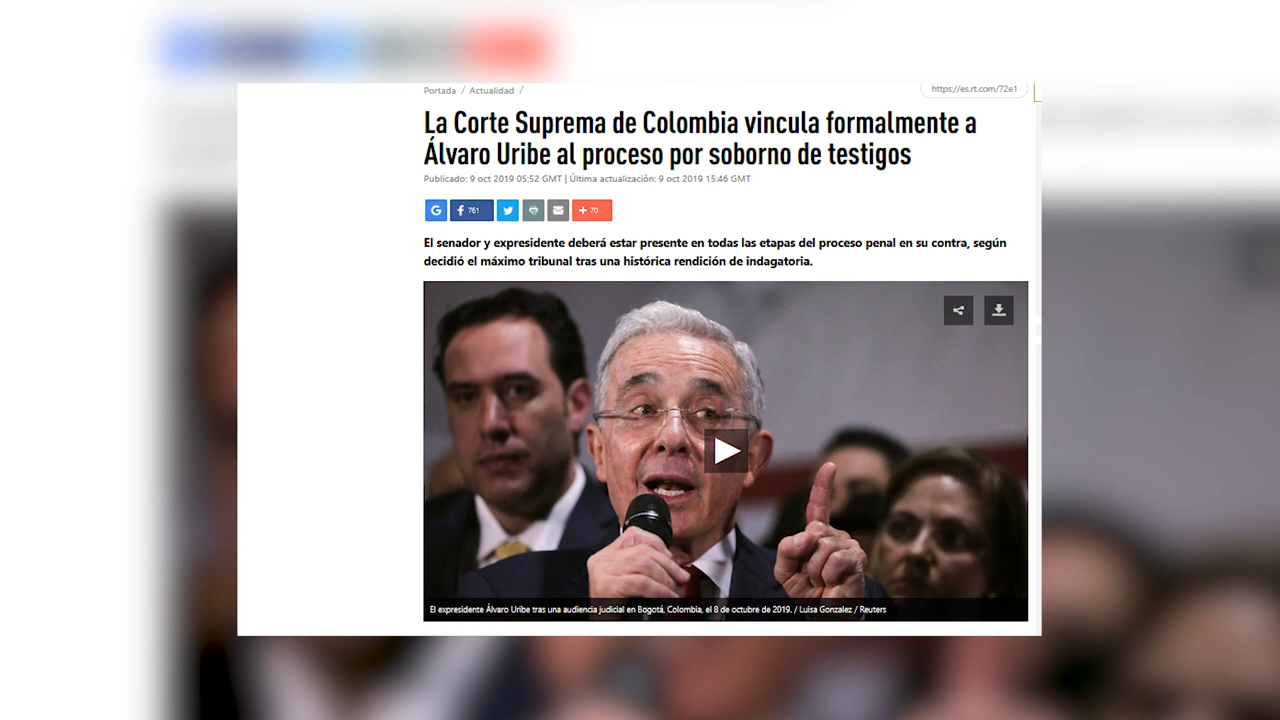 Portada / Actualidad /
https://es.rt.com/72e1
La Corte Suprema de Colombia vincula formalmente a
Álvaro Uribe al proceso por soborno de testigos
Publicado: 9 oct 2019 05:52 GMT | Última actualización: 9 oct 2019 15:46 GMT
G f 761 + 70
El senador y expresidente deberá estar presente en todas las etapas del proceso penal en su contra, según
decidió el máximo tribunal tras una histórica rendición de indagatoria.
El expresidente Álvaro Uribe tras una audiencia judicial en Bogotá, Colombia, el 8 de octubre de 2019. / Luisa Gonzalez / Reuters